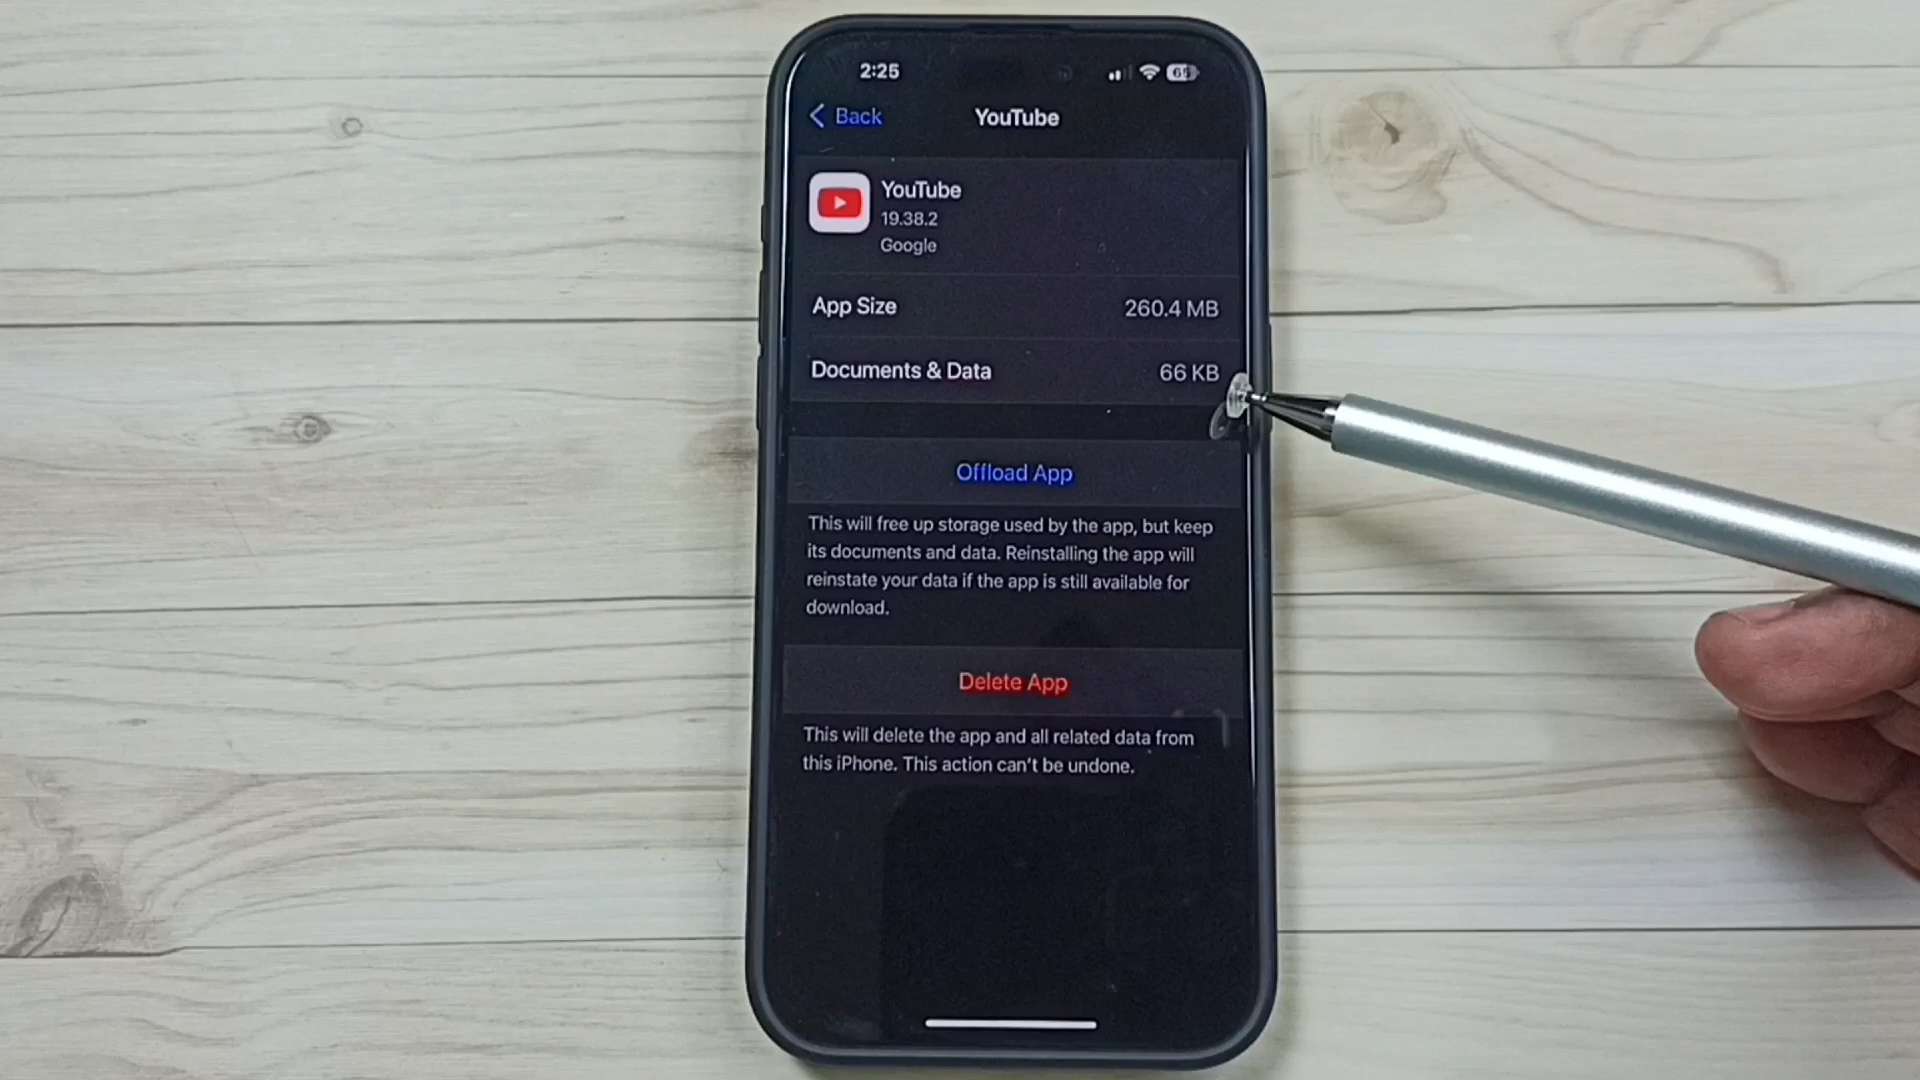 2:25
65
Back
YouTube
YouTube
19.38.2
Google
App Size
260.4 MB
Documents & Data
66 KB
Offload App
This will free up storage used by the app, but keep
its documents and data. Reinstalling the app will
reinstate your data if the app is still available for
download.
Delete App
This will delete the app and all related data from
this iPhone. This action can't be undone.